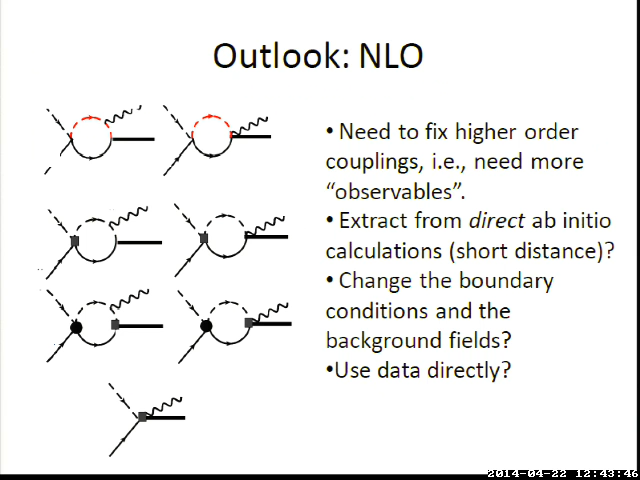 Outlook: NLO
• Need to fix higher order
couplings, i.e., need more
“observables”.
• Extract from direct ab initio
calculations (short distance)?
• Change the boundary
conditions and the
background fields?
•Use data directly?
2014-04-22 12:43:46